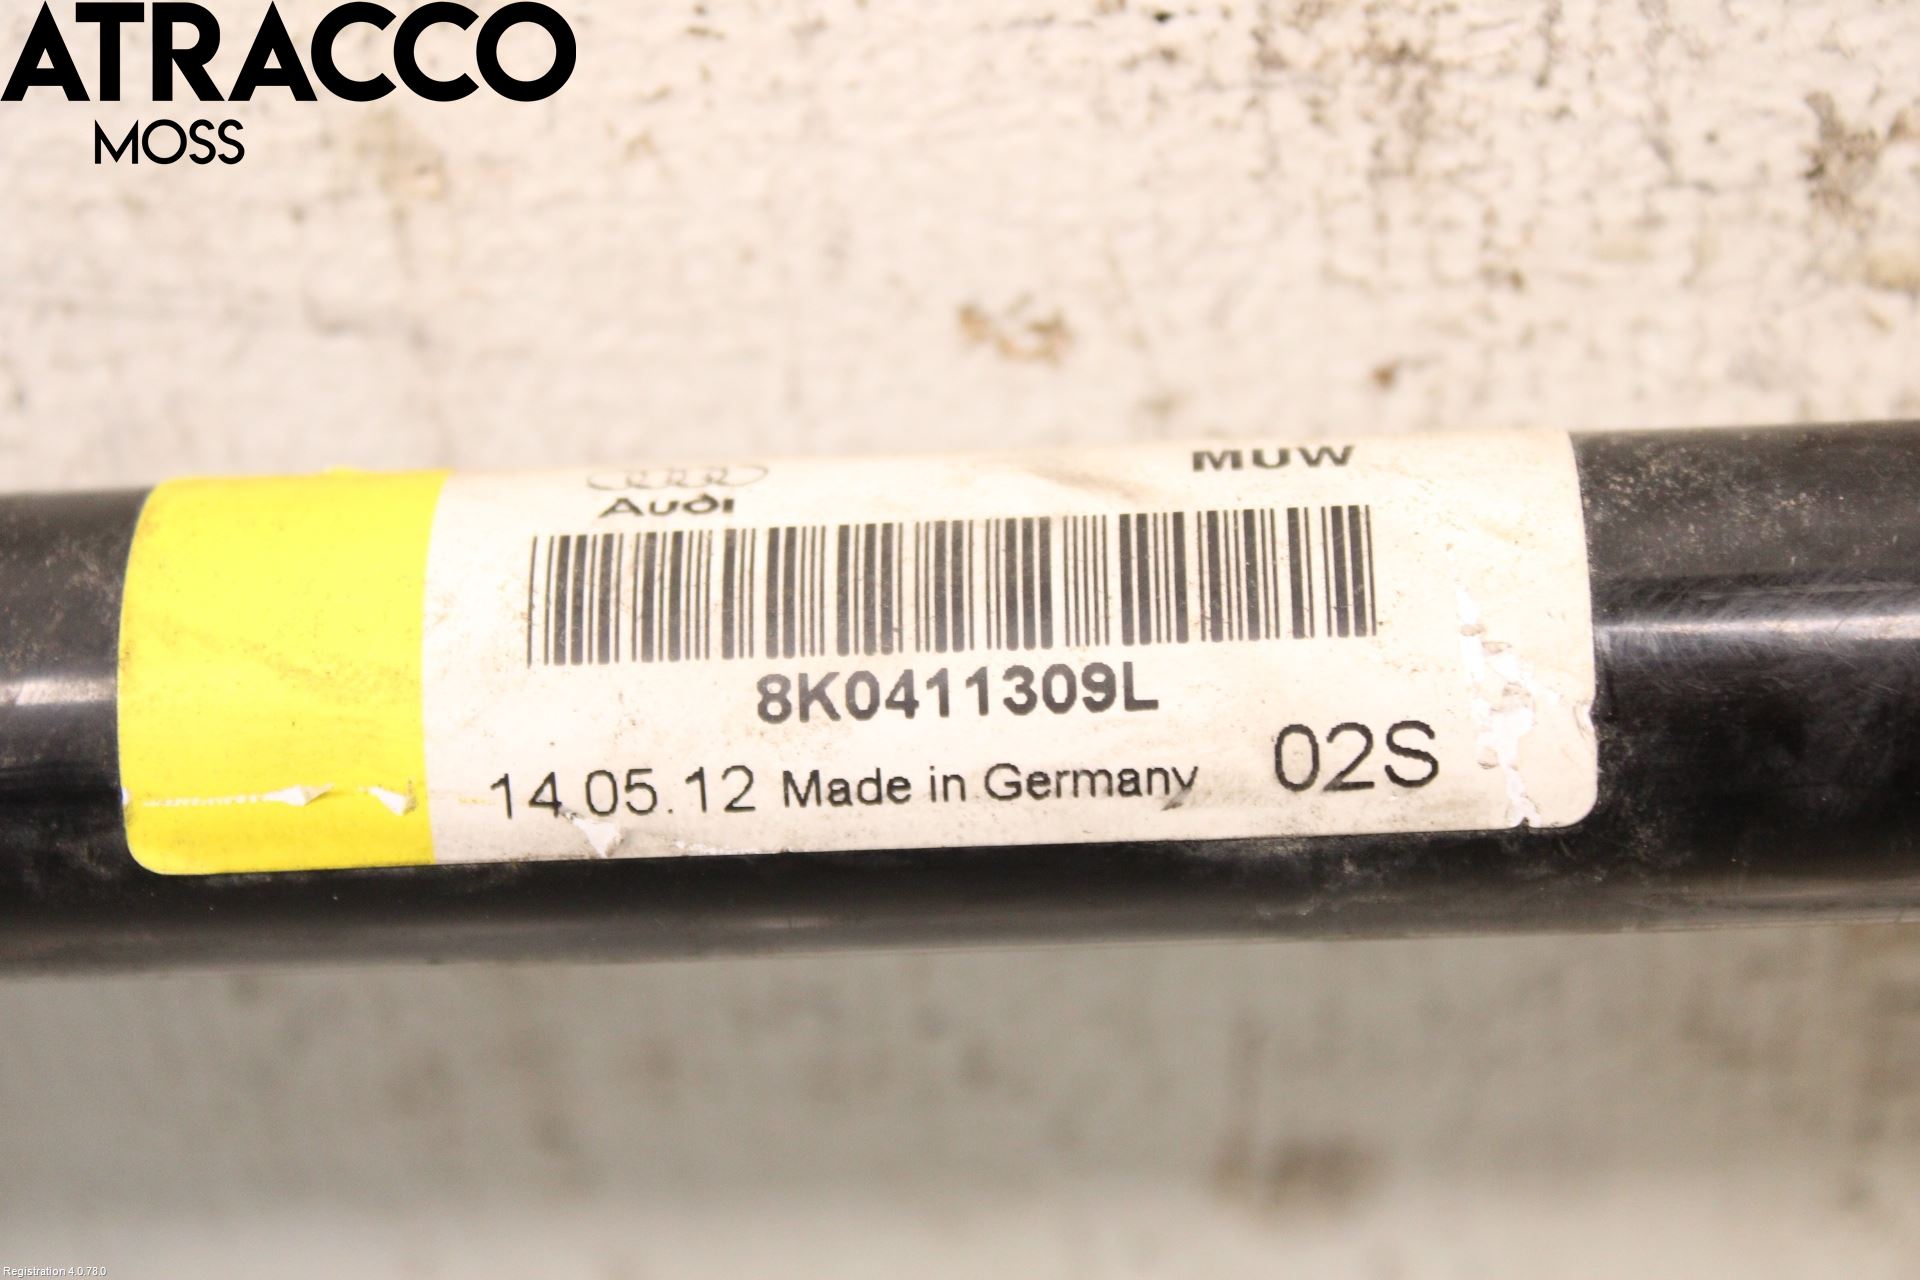 ATRACCO
MOSS
MUW
Audi
8K0411309L
14.05.12 Made in Germany 02S
Registration 4.0.78.0